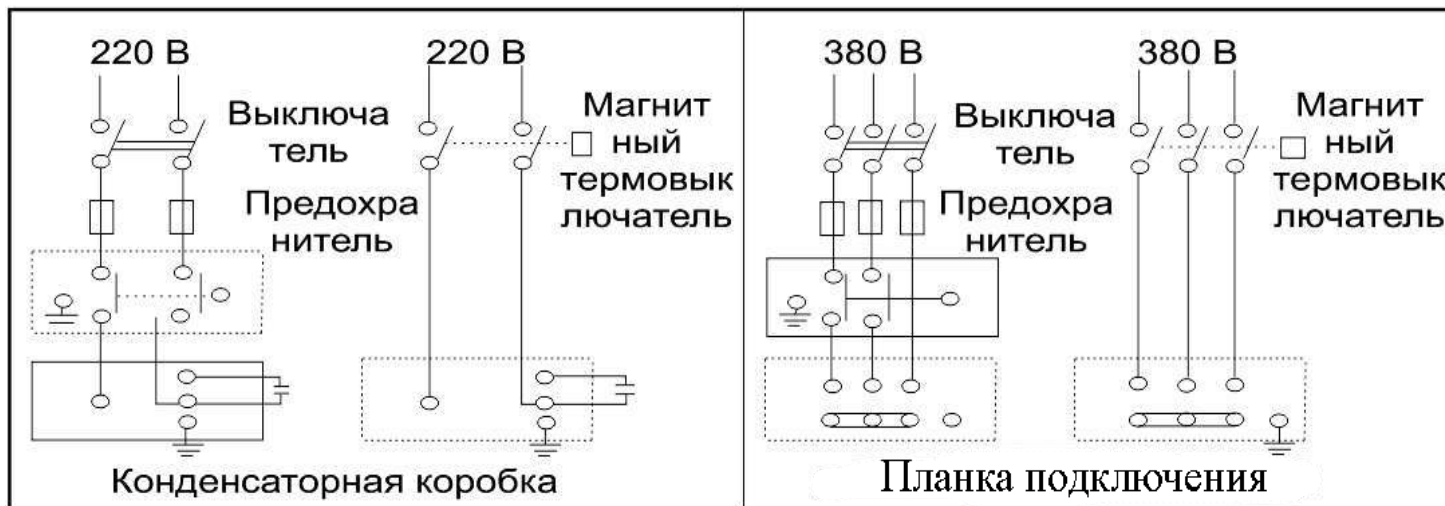 220 В
220 В
Выключа
тель
Предохра
нитель
Магнит
ный
термовык
лючатель
Конденсаторная коробка
380 В
380 В
Выключа
тель
Предохра
нитель
Магнит
ный
термовык
лючатель
Планка подключения